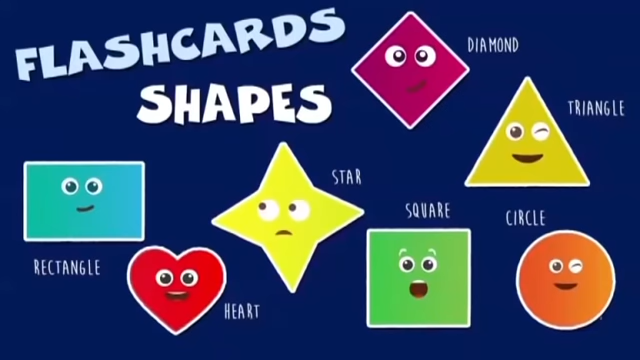 FLASHCARDS
SHAPES
DIAMOND
TRIANGLE
STAR
SQUARE
CIRCLE
RECTANGLE
HEART